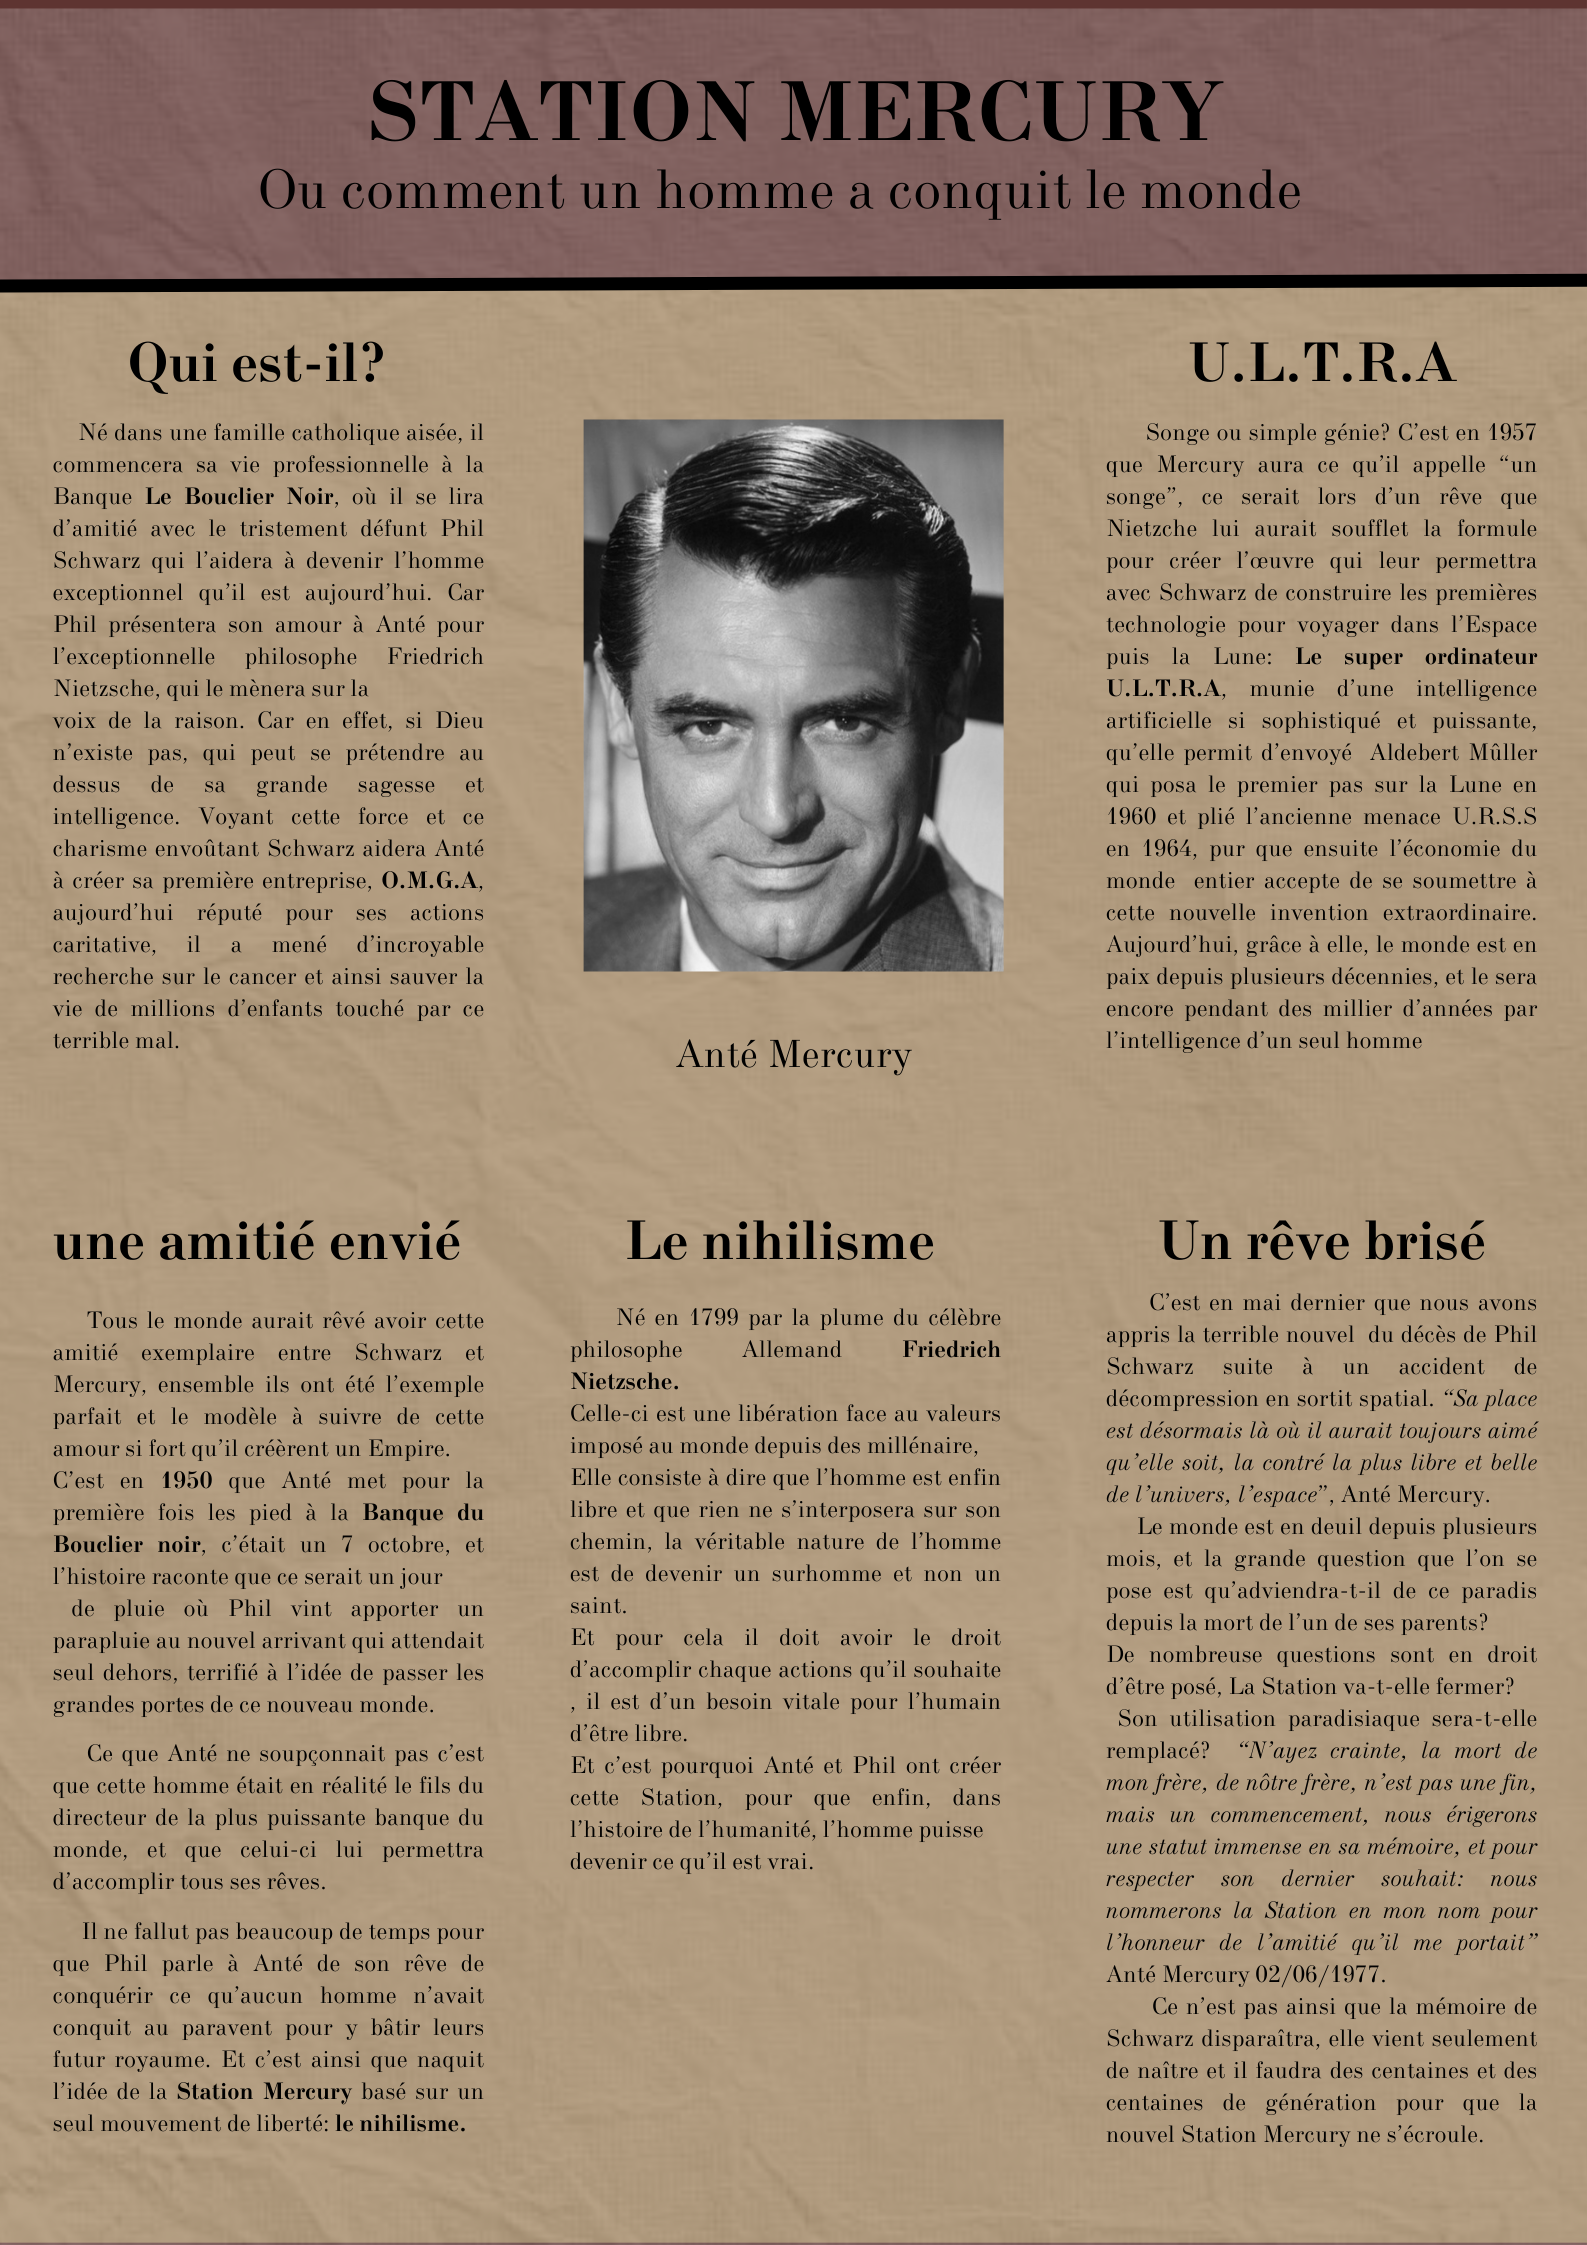 STATION MERCURY
Ou comment un homme a conquit le monde
Qui est-il?
Né dans une famille catholique aisée, il
commencera sa vie professionnelle à la
Banque Le Bouclier Noir, où il se lira
d’amitié avec le tristement défunt Phil
Schwarz qui l’aidera à devenir l’homme
exceptionnel qu’il est aujourd’hui. Car
Phil présentera son amour à Anté pour
l’exceptionnelle philosophe Friedrich
Nietzsche, qui le mènera sur la
voix de la raison. Car en effet, si Dieu
n’existe pas, qui peut se prétendre au
dessus de sa grande sagesse et
intelligence. Voyant cette force et ce
charisme envoûtant Schwarz aidera Anté
à créer sa première entreprise, O.M.G.A,
aujourd’hui réputé pour ses actions
caritative, il a mené d’incroyable
recherche sur le cancer et ainsi sauver la
vie de millions d’enfants touché par ce
terrible mal.
Anté Mercury
U.L.T.R.A
Songe ou simple génie? C’est en 1957
que Mercury aura ce qu’il appelle “un
songe”, ce serait lors d’un rêve que
Nietzche lui aurait soufflet la formule
pour créer l’œuvre qui leur permettra
avec Schwarz de construire les premières
technologie pour voyager dans l’Espace
puis la Lune: Le super ordinateur
U.L.T.R.A, munie d’une intelligence
artificielle si sophistiqué et puissante,
qu’elle permit d’envoyé Aldebert Mûller
qui posa le premier pas sur la Lune en
1960 et plié l’ancienne menace U.R.S.S
en 1964, pur que ensuite l’économie du
monde entier accepte de se soumettre à
cette nouvelle invention extraordinaire.
Aujourd’hui, grâce à elle, le monde est en
paix depuis plusieurs décennies, et le sera
encore pendant des millier d’années par
l’intelligence d’un seul homme
une amitié envié
Tous le monde aurait rêvé avoir cette
amitié exemplaire entre Schwarz et
Mercury, ensemble ils ont été l’exemple
parfait et le modèle à suivre de cette
amour si fort qu’il créèrent un Empire.
C’est en 1950 que Anté met pour la
première fois les pied à la Banque du
Bouclier noir, c’était un 7 octobre, et
l’histoire raconte que ce serait un jour
de pluie où Phil vint apporter un
parapluie au nouvel arrivant qui attendait
seul dehors, terrifié à l’idée de passer les
grandes portes de ce nouveau monde.
Ce que Anté ne soupçonnait pas c’est
que cette homme était en réalité le fils du
directeur de la plus puissante banque du
monde, et que celui-ci lui permettra
d’accomplir tous ses rêves.
Il ne fallut pas beaucoup de temps pour
que Phil parle à Anté de son rêve de
conquérir ce qu’aucun homme n’avait
conquit au paravent pour y bâtir leurs
futur royaume. Et c’est ainsi que naquit
l’idée de la Station Mercury basé sur un
seul mouvement de liberté: le nihilisme.
Le nihilisme
Né en 1799 par la plume du célèbre
philosophe Allemand Friedrich
Nietzsche.
Celle-ci est une libération face au valeurs
imposé au monde depuis des millénaire,
Elle consiste à dire que l’homme est enfin
libre et que rien ne s’interposera sur son
chemin, la véritable nature de l’homme
est de devenir un surhomme et non un
saint.
Et pour cela il doit avoir le droit
d’accomplir chaque actions qu’il souhaite
, il est d’un besoin vitale pour l’humain
d’être libre.
Et c’est pourquoi Anté et Phil ont créer
cette Station, pour que enfin, dans
l’histoire de l’humanité, l’homme puisse
devenir ce qu’il est vrai.
Un rêve brisé
C’est en mai dernier que nous avons
appris la terrible nouvel du décès de Phil
Schwarz suite à un accident de
décompression en sortit spatial. “Sa place
est désormais là où il aurait toujours aimé
qu’elle soit, la contré la plus libre et belle
de l’univers, l’espace”, Anté Mercury.
Le monde est en deuil depuis plusieurs
mois, et la grande question que l’on se
pose est qu’adviendra-t-il de ce paradis
depuis la mort de l’un de ses parents?
De nombreuse questions sont en droit
d’être posé, La Station va-t-elle fermer?
Son utilisation paradisiaque sera-t-elle
remplacé? “N’ayez crainte, la mort de
mon frère, de nôtre frère, n’est pas une fin,
mais un commencement, nous érigerons
une statut immense en sa mémoire, et pour
respecter son dernier souhait: nous
nommerons la Station en mon nom pour
l’honneur de l’amitié qu’il me portait”
Anté Mercury 02/06/1977.
Ce n’est pas ainsi que la mémoire de
Schwarz disparaîtra, elle vient seulement
de naître et il faudra des centaines et des
centaines de génération pour que la
nouvel Station Mercury ne s’écroule.